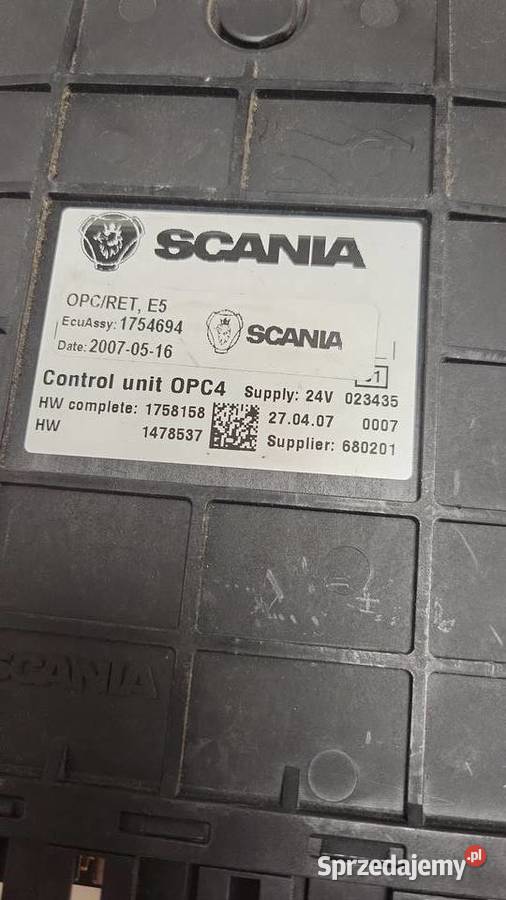 SCANIA
OPC/RET, E5
EcuAssy: 1754694
Date: 2007-05-16
SCANIA
Control unit OPC4 Supply: 24V 023435
HW complete: 1758158 27.04.07 0007
HW 1478537 Supplier: 680201
SCANIA
Sprzedajemy.pl